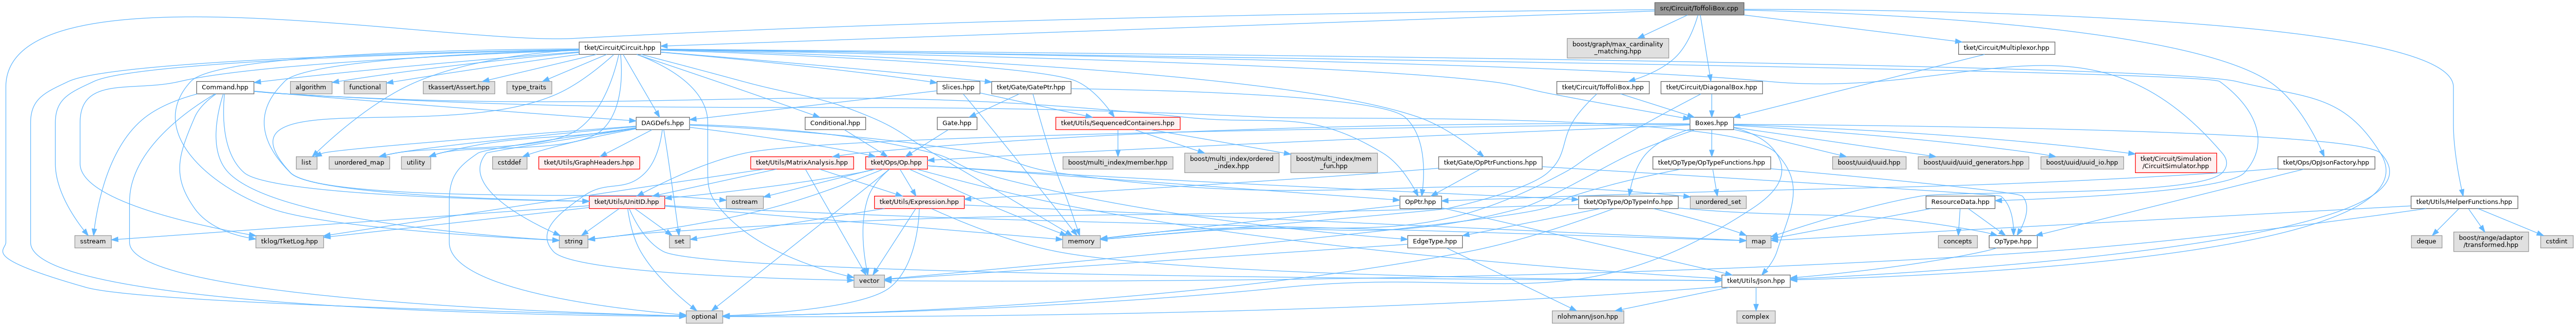 src/Circuit/ToffoliBox.cpp
tket/Circuit/Circuit.hpp
boost/graph/max_cardinality
_matching.hpp
tket/Circuit/Multiplexor.hpp
Command.hpp
algorithm
functional
tkassert/Assert.hpp
type_traits
Slices.hpp
tket/Gate/GatePtr.hpp
tket/Circuit/ToffoliBox.hpp
tket/Circuit/DiagonalBox.hpp
DAGDefs.hpp
Conditional.hpp
Gate.hpp
tket/Utils/SequencedContainers.hpp
Boxes.hpp
list
unordered_map
utility
cstddef
tket/Utils/GraphHeaders.hpp
tket/Utils/MatrixAnalysis.hpp
tket/Ops/Op.hpp
boost/multi_index/member.hpp
boost/multi_index/ordered
_index.hpp
boost/multi_index/mem
_fun.hpp
tket/Gate/OpPtrFunctions.hpp
tket/OpType/OpTypeFunctions.hpp
boost/uuid/uuid.hpp
boost/uuid/uuid_generators.hpp
boost/uuid/uuid_io.hpp
tket/Circuit/Simulation
/CircuitSimulator.hpp
tket/Ops/OpJsonFactory.hpp
tket/Utils/UnitID.hpp
ostream
tket/Utils/Expression.hpp
OpPtr.hpp
tket/OpType/OpTypeInfo.hpp
unordered_set
ResourceData.hpp
tket/Utils/HelperFunctions.hpp
sstream
tklog/TketLog.hpp
string
set
memory
EdgeType.hpp
map
concepts
OpType.hpp
deque
boost/range/adaptor
/transformed.hpp
cstdint
vector
tket/Utils/Json.hpp
optional
nlohmann/json.hpp
complex